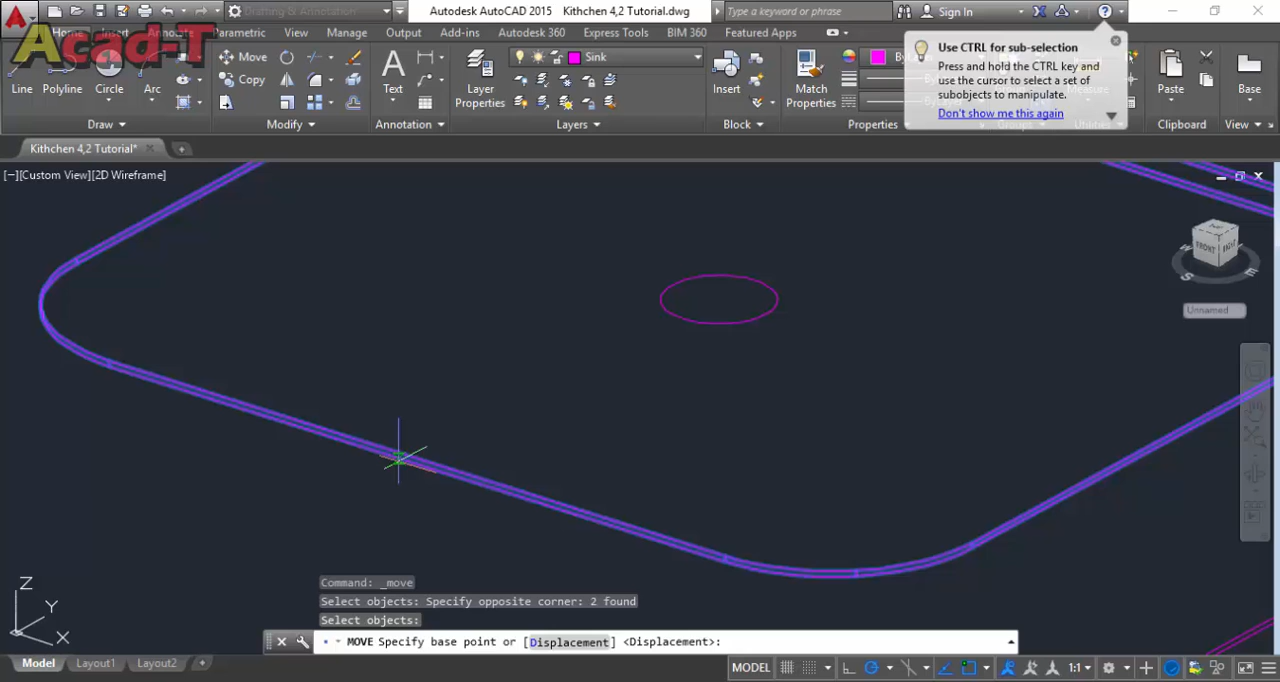 Drafting & Annotation
Autodesk AutoCAD 2015 Kithchen 4,2 Tutorial.dwg
Type a keyword or phrase
Sign In
Acad-T
Home Insert Annotate Parametric View Manage Output Add-ins Autodesk 360 Express Tools BIM 360 Featured Apps
Line Polyline Circle Arc
Move
Copy
Text
Layer Properties
Sink
Insert
Match Properties
Paste
Base
Draw Modify Annotation Layers Block Properties Groups Utilities Clipboard View
Use CTRL for sub-selection
Press and hold the CTRL key and
use the cursor to select a set of
subobjects to manipulate.
Don't show me this again
Kithchen 4,2 Tutorial*
[−][Custom View][2D Wireframe]
FRONT
W
S
E
Unnamed
Z
Y
X
Command: _move
Select objects: Specify opposite corner: 2 found
Select objects:
MOVE Specify base point or [Displacement] <Displacement>:
Model Layout1 Layout2 +
MODEL
1:1